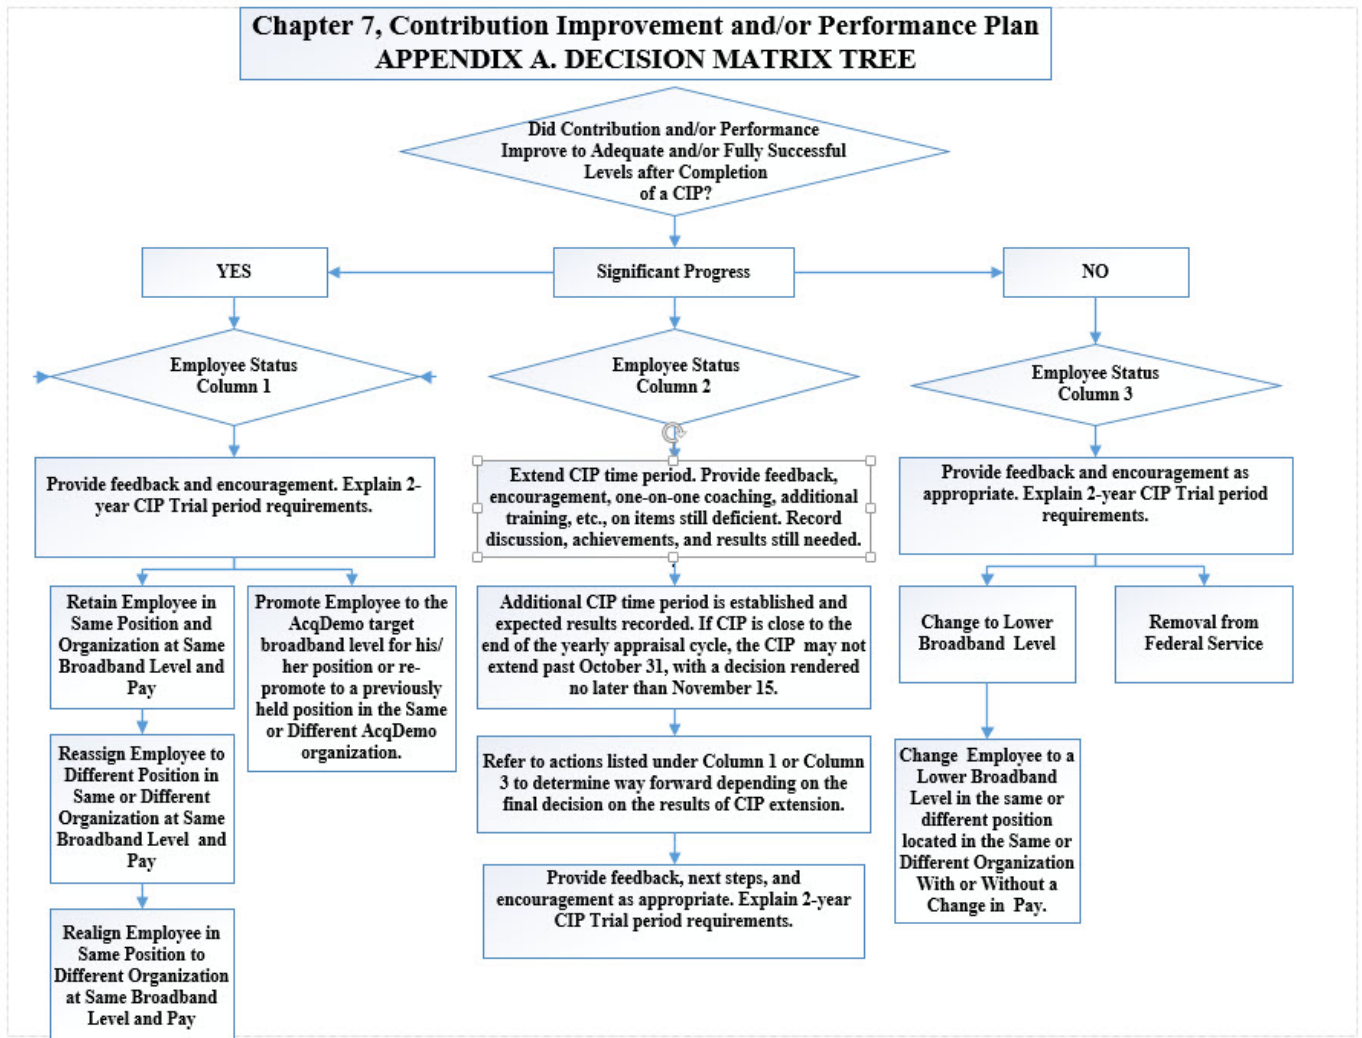 Chapter 7, Contribution Improvement and/or Performance Plan
APPENDIX A. DECISION MATRIX TREE
Did Contribution and/or Performance
Improve to Adequate and/or Fully Successful
Levels after Completion
of a CIP?
YES
Significant Progress
NO
Employee Status
Column 1
Employee Status
Column 2
Employee Status
Column 3
Provide feedback and encouragement. Explain 2-
year CIP Trial period requirements.
Extend CIP time period. Provide feedback,
encouragement, one-on-one coaching, additional
training, etc., on items still deficient. Record
discussion, achievements, and results still needed.
Provide feedback and encouragement as
appropriate. Explain 2-year CIP Trial period
requirements.
Retain Employee in
Same Position and
Organization at Same
Broadband Level and
Pay
Promote Employee to the
AcqDemo target
broadband level for his/
her position or re-
promote to a previously
held position in the Same
or Different AcqDemo
organization.
Additional CIP time period is established and
expected results recorded. If CIP is close to the
end of the yearly appraisal cycle, the CIP may not
extend past October 31, with a decision rendered
no later than November 15.
Change to Lower
Broadband Level
Removal from
Federal Service
Reassign Employee to
Different Position in
Same or Different
Organization at Same
Broadband Level and
Pay
Refer to actions listed under Column 1 or Column
3 to determine way forward depending on the
final decision on the results of CIP extension.
Change Employee to a
Lower Broadband
Level in the same or
different position
located in the Same or
Different Organization
With or Without a
Change in Pay.
Provide feedback, next steps, and
encouragement as appropriate. Explain 2-year
CIP Trial period requirements.
Realign Employee in
Same Position to
Different Organization
at Same Broadband
Level and Pay